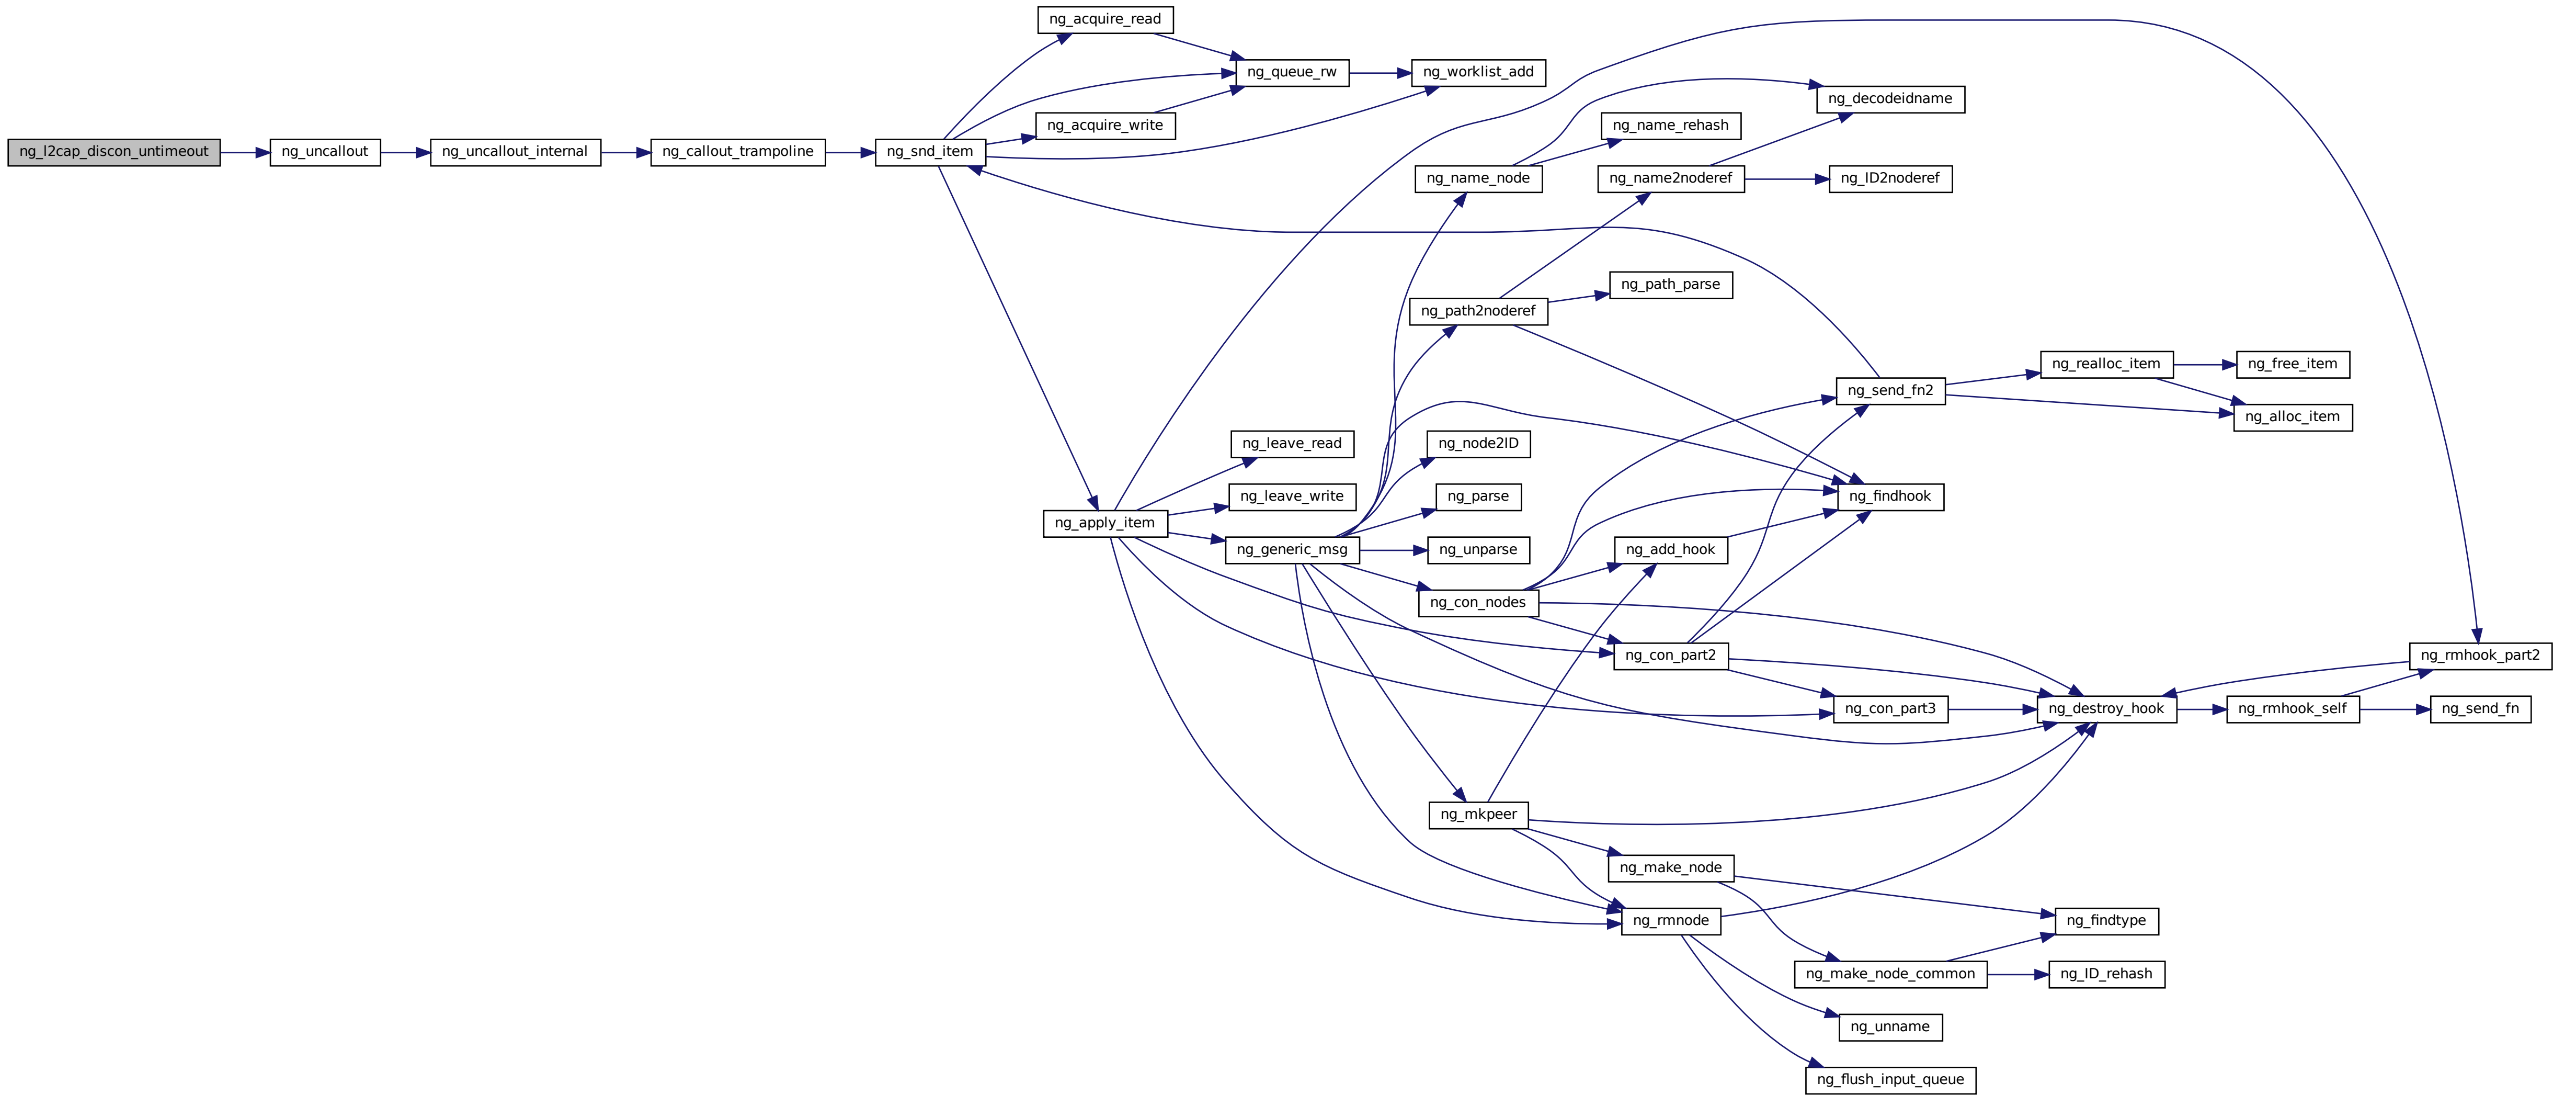 ng_l2cap_discon_untimeout
ng_uncallout
ng_uncallout_internal
ng_callout_trampoline
ng_snd_item
ng_acquire_read
ng_queue_rw
ng_worklist_add
ng_acquire_write
ng_apply_item
ng_leave_read
ng_leave_write
ng_generic_msg
ng_name_node
ng_decodeidname
ng_name_rehash
ng_name2noderef
ng_ID2noderef
ng_path2noderef
ng_path_parse
ng_node2ID
ng_parse
ng_unparse
ng_con_nodes
ng_add_hook
ng_con_part2
ng_send_fn2
ng_realloc_item
ng_free_item
ng_alloc_item
ng_findhook
ng_con_part3
ng_destroy_hook
ng_rmhook_self
ng_rmhook_part2
ng_send_fn
ng_mkpeer
ng_make_node
ng_rmnode
ng_findtype
ng_make_node_common
ng_ID_rehash
ng_unname
ng_flush_input_queue